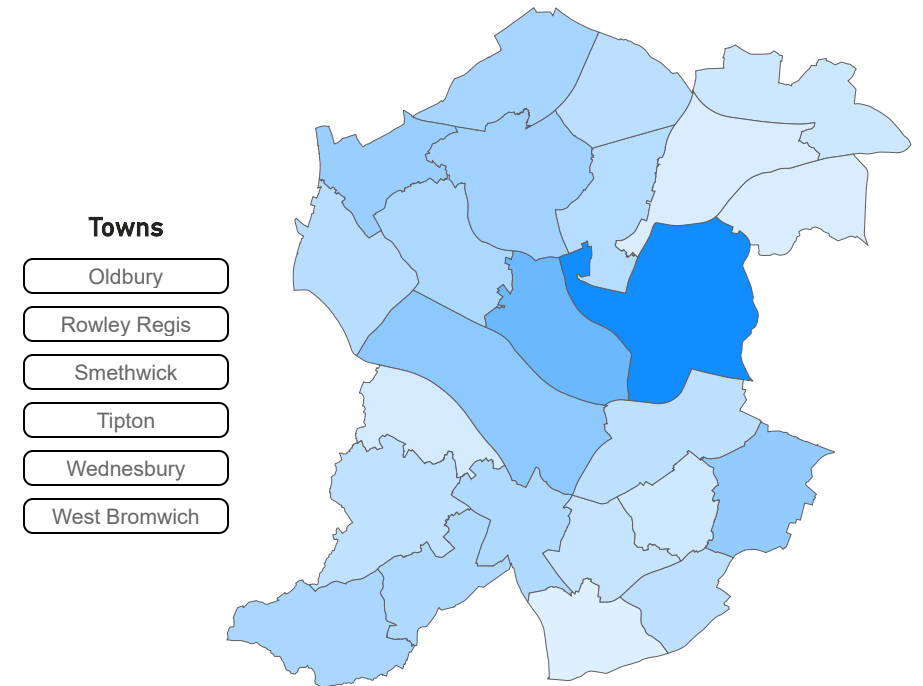 Towns
Oldbury
Rowley Regis
Smethwick
Tipton
Wednesbury
West Bromwich